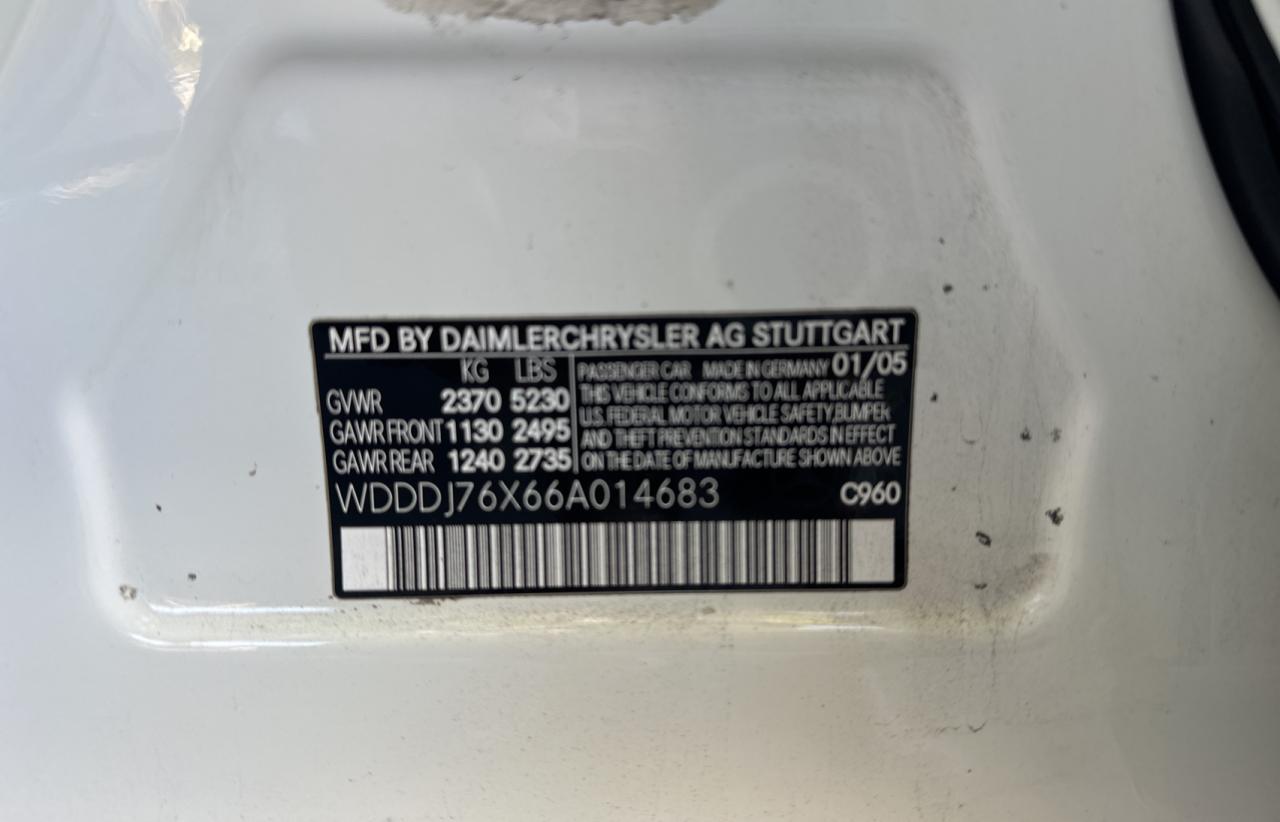 MFD BY DAIMLERCHRYSLER AG STUTTGART
KG LBS
GVWR 2370 5230
GAWR FRONT 1130 2495
GAWR REAR 1240 2735
PASSENGER CAR MADE IN GERMANY 01/05
THIS VEHICLE CONFORMS TO ALL APPLICABLE
U.S. FEDERAL MOTOR VEHICLE SAFETY,BUMPER
AND THEFT PREVENTION STANDARDS IN EFFECT
ON THE DATE OF MANUFACTURE SHOWN ABOVE
WDDDJ76X66A014683 C960